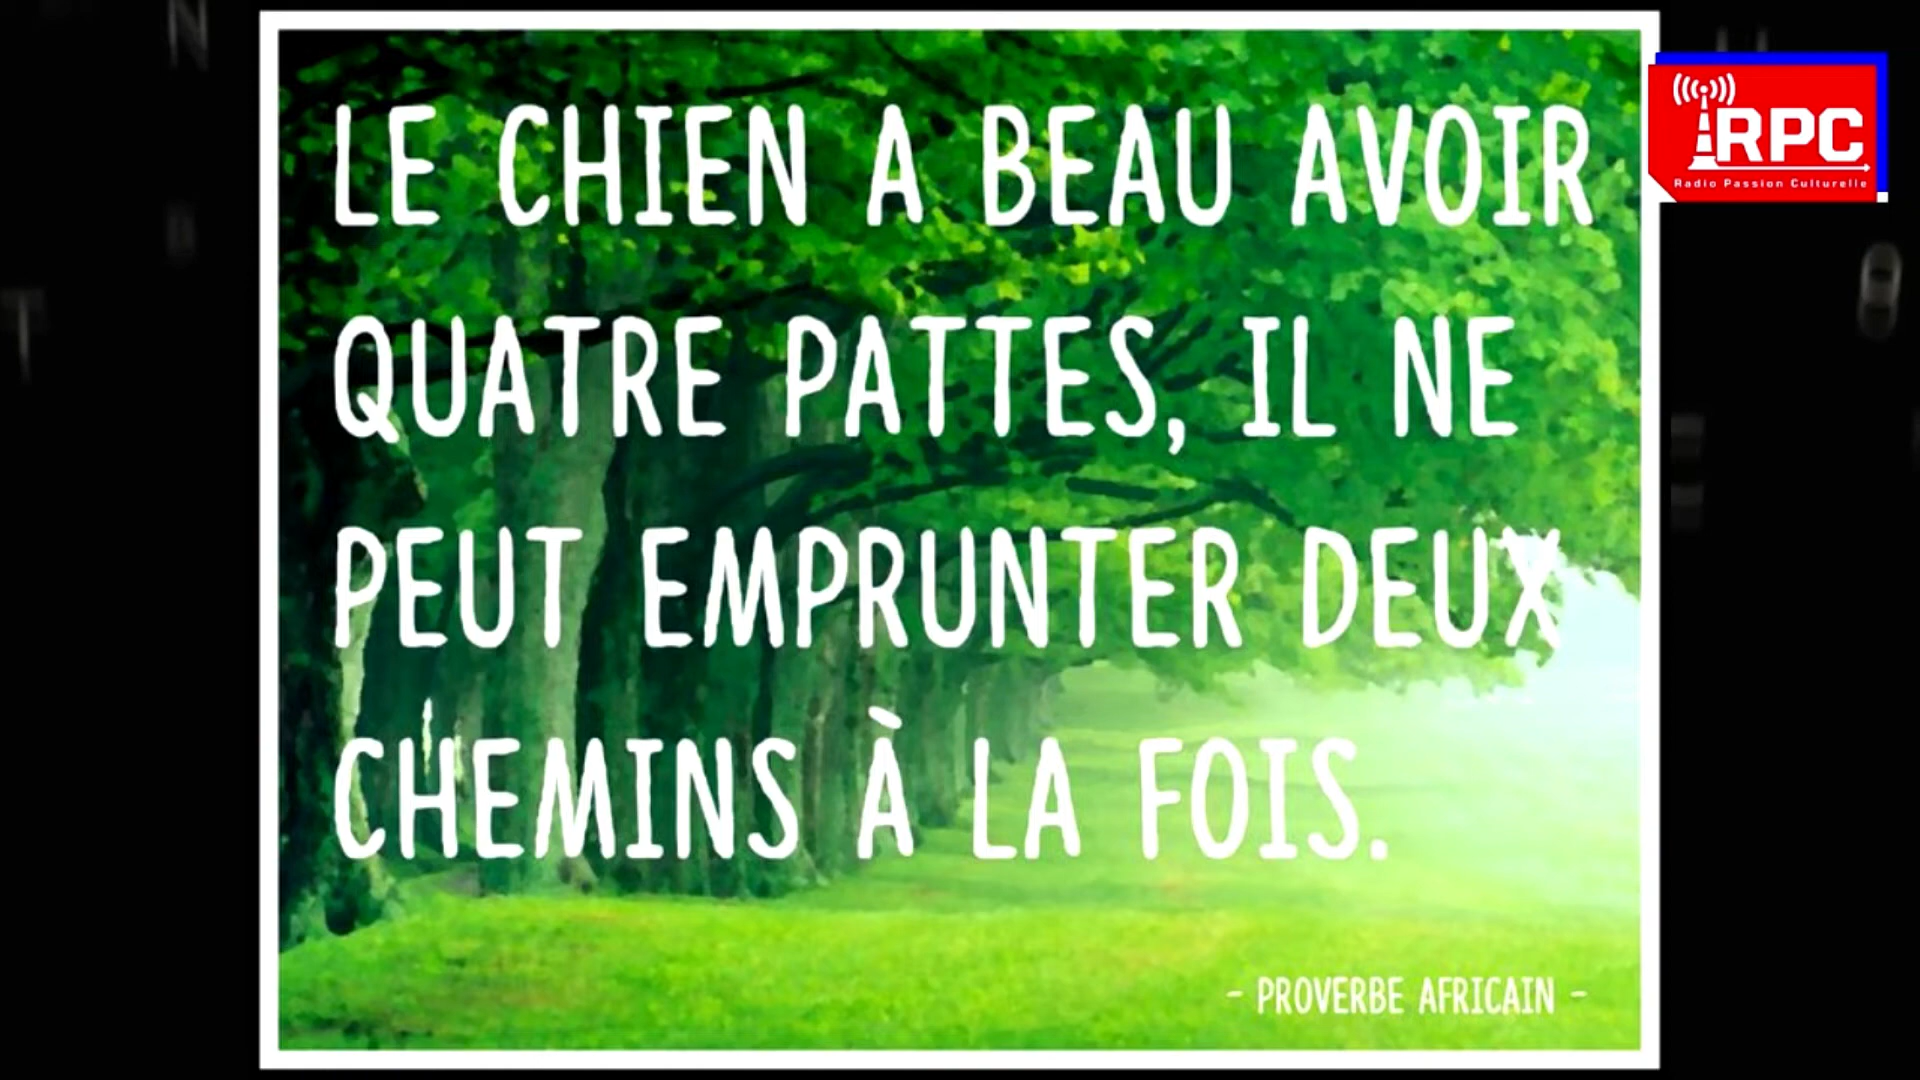 LE CHIEN A BEAU AVOIR
QUATRE PATTES, IL NE
PEUT EMPRUNTER DEUX
CHEMINS À LA FOIS.
- PROVERBE AFRICAIN -
RPC
Radio Passion Culturelle
N
T